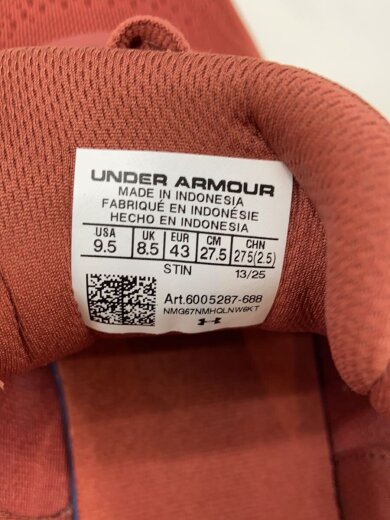 UNDER ARMOUR
MADE IN INDONESIA
FABRIQUÉ EN INDONÉSIE
HECHO EN INDONESIA
USA UK EUR CM CHN
9.5 8.5 43 27.5 275(2.5)
STIN 13/25
Art.6005287-688
NMG67NMHQLNW6KT